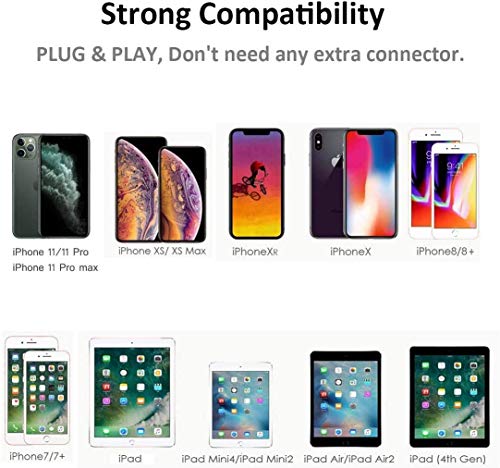 Strong Compatibility
PLUG & PLAY, Don't need any extra connector.
iPhone 11/11 Pro
iPhone 11 Pro max
iPhone XS/ XS Max
iPhoneXR
iPhoneX
iPhone8/8+
iPhone7/7+
iPad
iPad Mini4/iPad Mini2
iPad Air/iPad Air2
iPad (4th Gen)